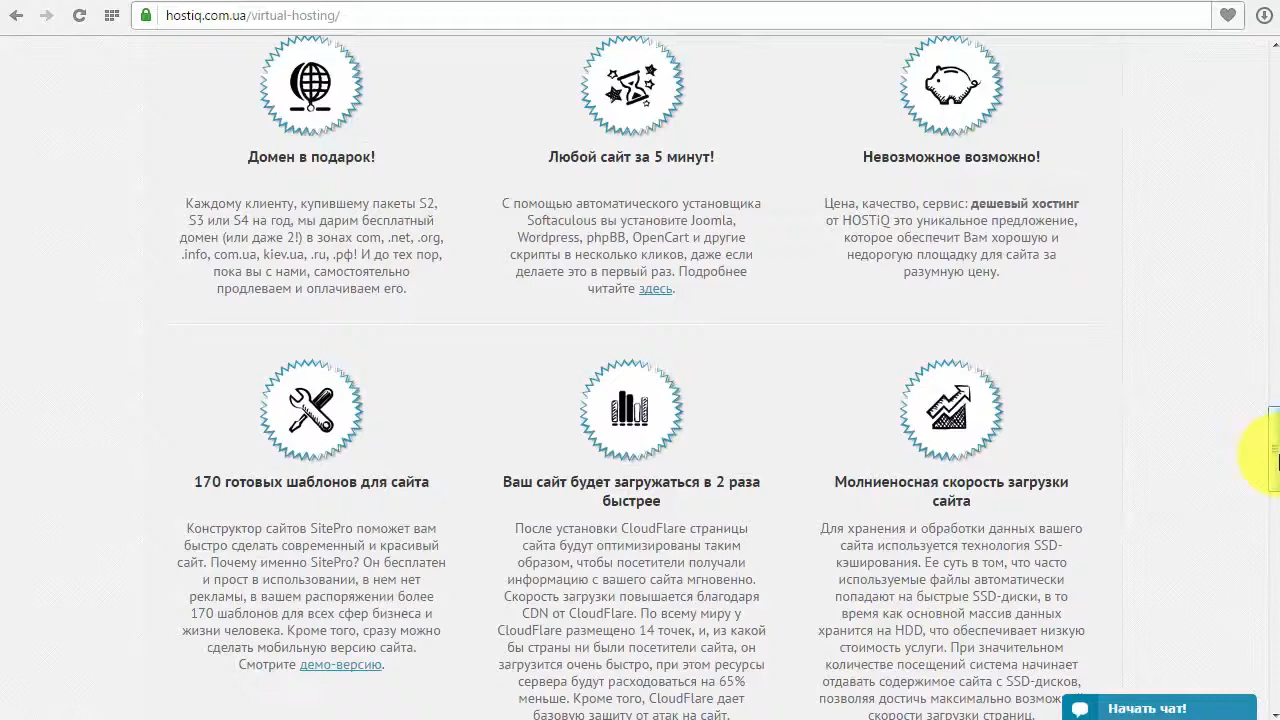 hostiq.com.ua/virtual-hosting/
Домен в подарок!
Каждому клиенту, купившему пакеты S2,
S3 или S4 на год, мы дарим бесплатный
домен (или даже 2!) в зонах com, .net, .org,
.info, com.ua, kiev.ua, .ru, .рф! И до тех пор,
пока вы с нами, самостоятельно
продлеваем и оплачиваем его.
Любой сайт за 5 минут!
С помощью автоматического установщика
Softaculous вы установите Joomla,
Wordpress, phpBB, OpenCart и другие
скрипты в несколько кликов, даже если
делаете это в первый раз. Подробнее
читайте здесь.
Невозможное возможно!
Цена, качество, сервис: дешевый хостинг
от HOSTiQ это уникальное предложение,
которое обеспечит Вам хорошую и
недорогую площадку для сайта за
разумную цену.
170 готовых шаблонов для сайта
Конструктор сайтов SitePro поможет вам
быстро сделать современный и красивый
сайт. Почему именно SitePro? Он бесплатен
и прост в использовании, в нем нет
рекламы, в вашем распоряжении более
170 шаблонов для всех сфер бизнеса и
жизни человека. Кроме того, сразу можно
сделать мобильную версию сайта.
Смотрите демо-версию.
Ваш сайт будет загружаться в 2 раза
быстрее
После установки CloudFlare страницы
сайта будут оптимизированы таким
образом, чтобы посетители получали
информацию с вашего сайта мгновенно.
Скорость загрузки повышается благодаря
CDN от CloudFlare. По всему миру у
CloudFlare размещено 14 точек, и, из какой
бы страны ни были посетители сайта, он
загрузится очень быстро, при этом ресурсы
сервера будут расходоваться на 65%
меньше. Кроме того, CloudFlare дает
базовую защиту от атак на сайт.
Молниеносная скорость загрузки
сайта
Для хранения и обработки данных вашего
сайта используется технология SSD-
кэширования. Ее суть в том, что часто
используемые файлы автоматически
попадают на быстрые SSD-диски, в то
время как основной массив данных
хранится на HDD, что обеспечивает низкую
стоимость услуги. При значительном
количестве посещений система начинает
отдавать содержимое сайта с SSD-дисков,
позволяя достичь максимально
скорости загрузки страниц.
Начать чат!